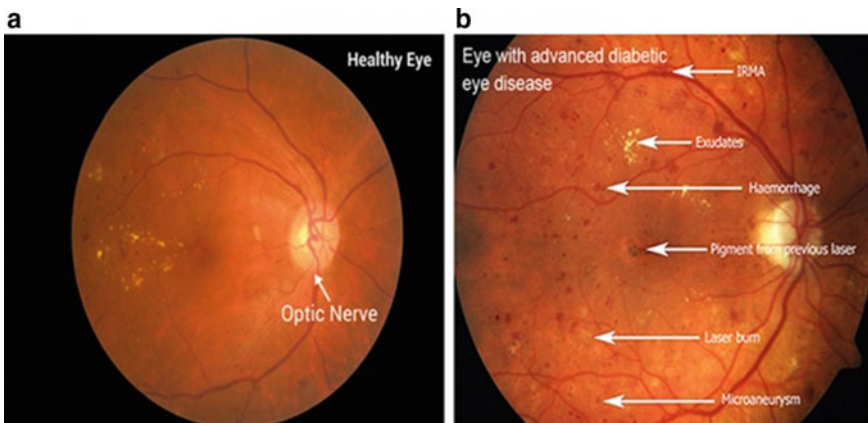 a
Healthy Eye
Optic Nerve
b
Eye with advanced diabetic
eye disease
IRMA
Exudates
Haemorrhage
Pigment from previous laser
Laser burn
Microaneurysm